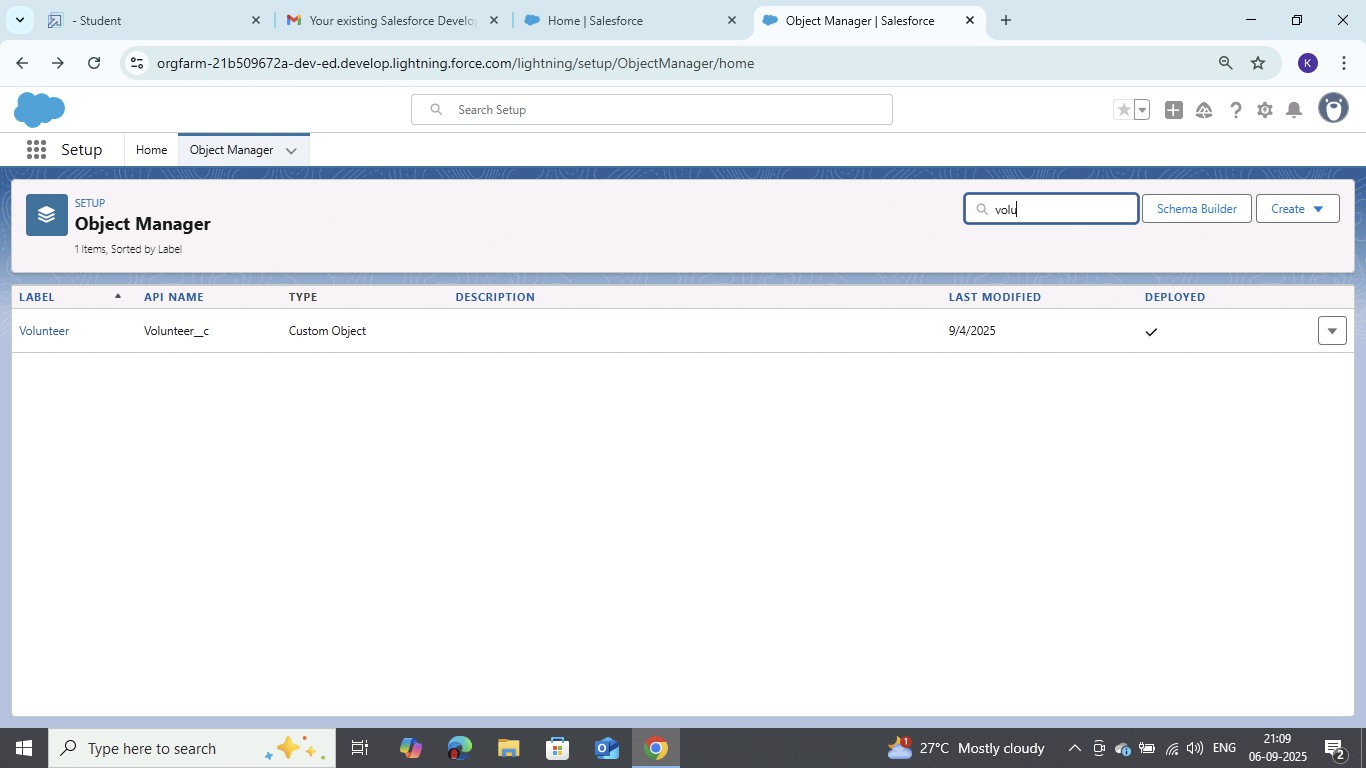 - Student
Your existing Salesforce Develo
Home | Salesforce
Object Manager | Salesforce
orgfarm-21b509672a-dev-ed.develop.lightning.force.com/lightning/setup/ObjectManager/home
K
Search Setup
Setup
Home
Object Manager
SETUP
Object Manager
1 Items, Sorted by Label
volu
Schema Builder
Create
LABEL
API NAME
TYPE
DESCRIPTION
LAST MODIFIED
DEPLOYED
Volunteer
Volunteer__c
Custom Object
9/4/2025
Type here to search
1
27°C Mostly cloudy
ENG
21:09
06-09-2025
2